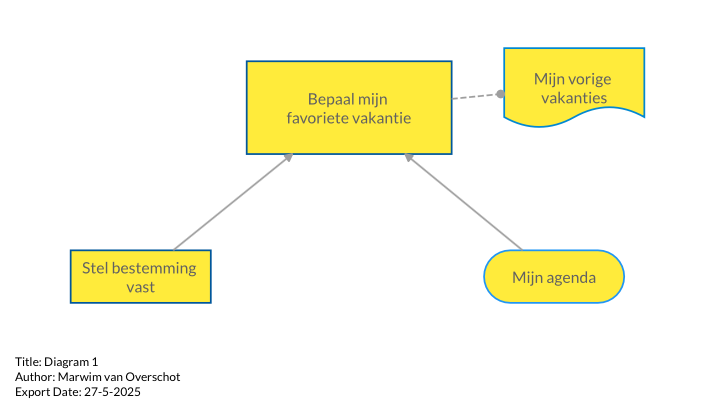 Bepaal mijn
favoriete vakantie
Mijn vorige
vakanties
Stel bestemming
vast
Mijn agenda
Title: Diagram 1
Author: Marwim van Overschot
Export Date: 27-5-2025